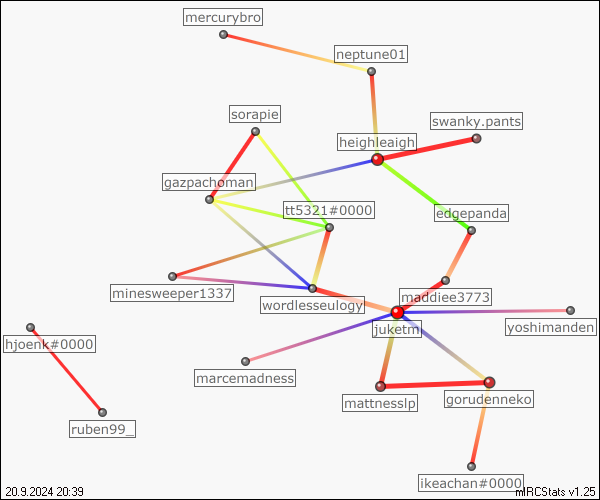 mercurybro
neptune01
sorapie
swanky.pants
heighleaigh
gazpachoman
tt5321#0000
edgepanda
minesweeper1337
wordlesseulogy
maddiee3773
juketm
yoshimanden
hjoenk#0000
marcemadness
mattnesslp
gorudenneko
ruben99_
ikeachan#0000
20.9.2024 20:39
mIRCStats v1.25